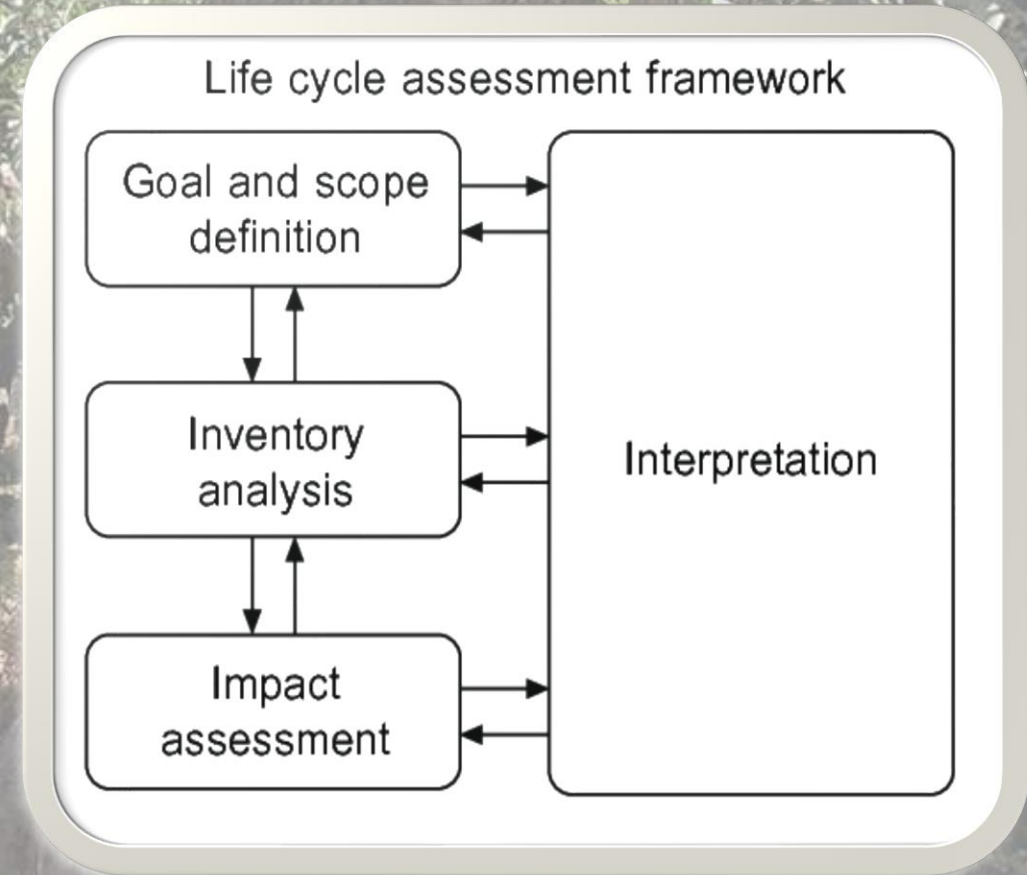 Life cycle assessment framework
Goal and scope
definition
Inventory
analysis
Interpretation
Impact
assessment